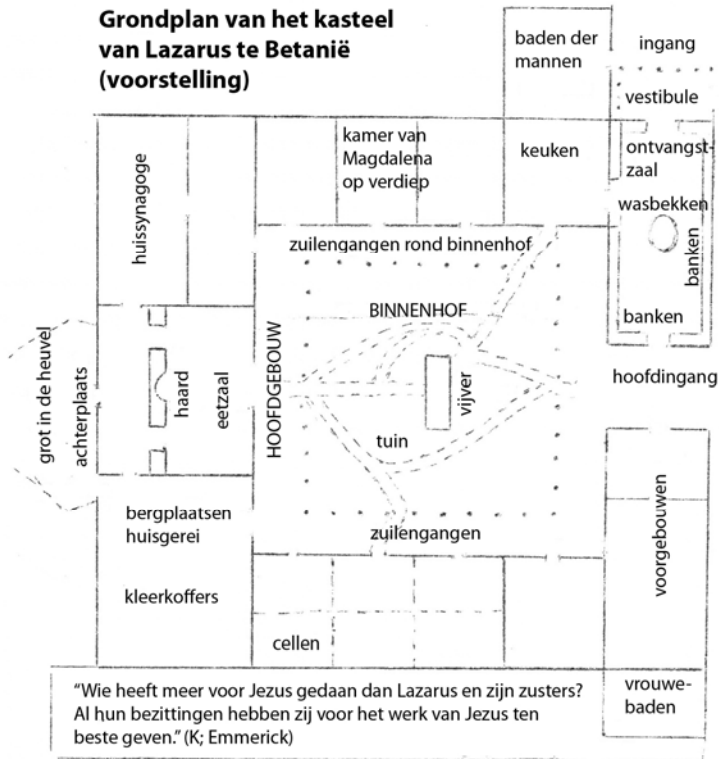 Grondplan van het kasteel
van Lazarus te Betanië
(voorstelling)
baden der
mannen
ingang
vestibule
kamer van
Magdalena
op verdiep
keuken
ontvangst-
zaal
wasbekken
huissynagoge
zuilengangen rond binnenhof
banken
BINNENHOF
banken
grot in de heuvel
achterplaats
haard
eetzaal
HOOFDGEBOUW
vijver
hoofdingang
tuin
bergplaatsen
huisgerei
zuilengangen
voorgebouwen
kleerkoffers
cellen
"Wie heeft meer voor Jezus gedaan dan Lazarus en zijn zusters?
Al hun bezittingen hebben zij voor het werk van Jezus ten
beste geven." (K; Emmerick)
vrouwe-
baden